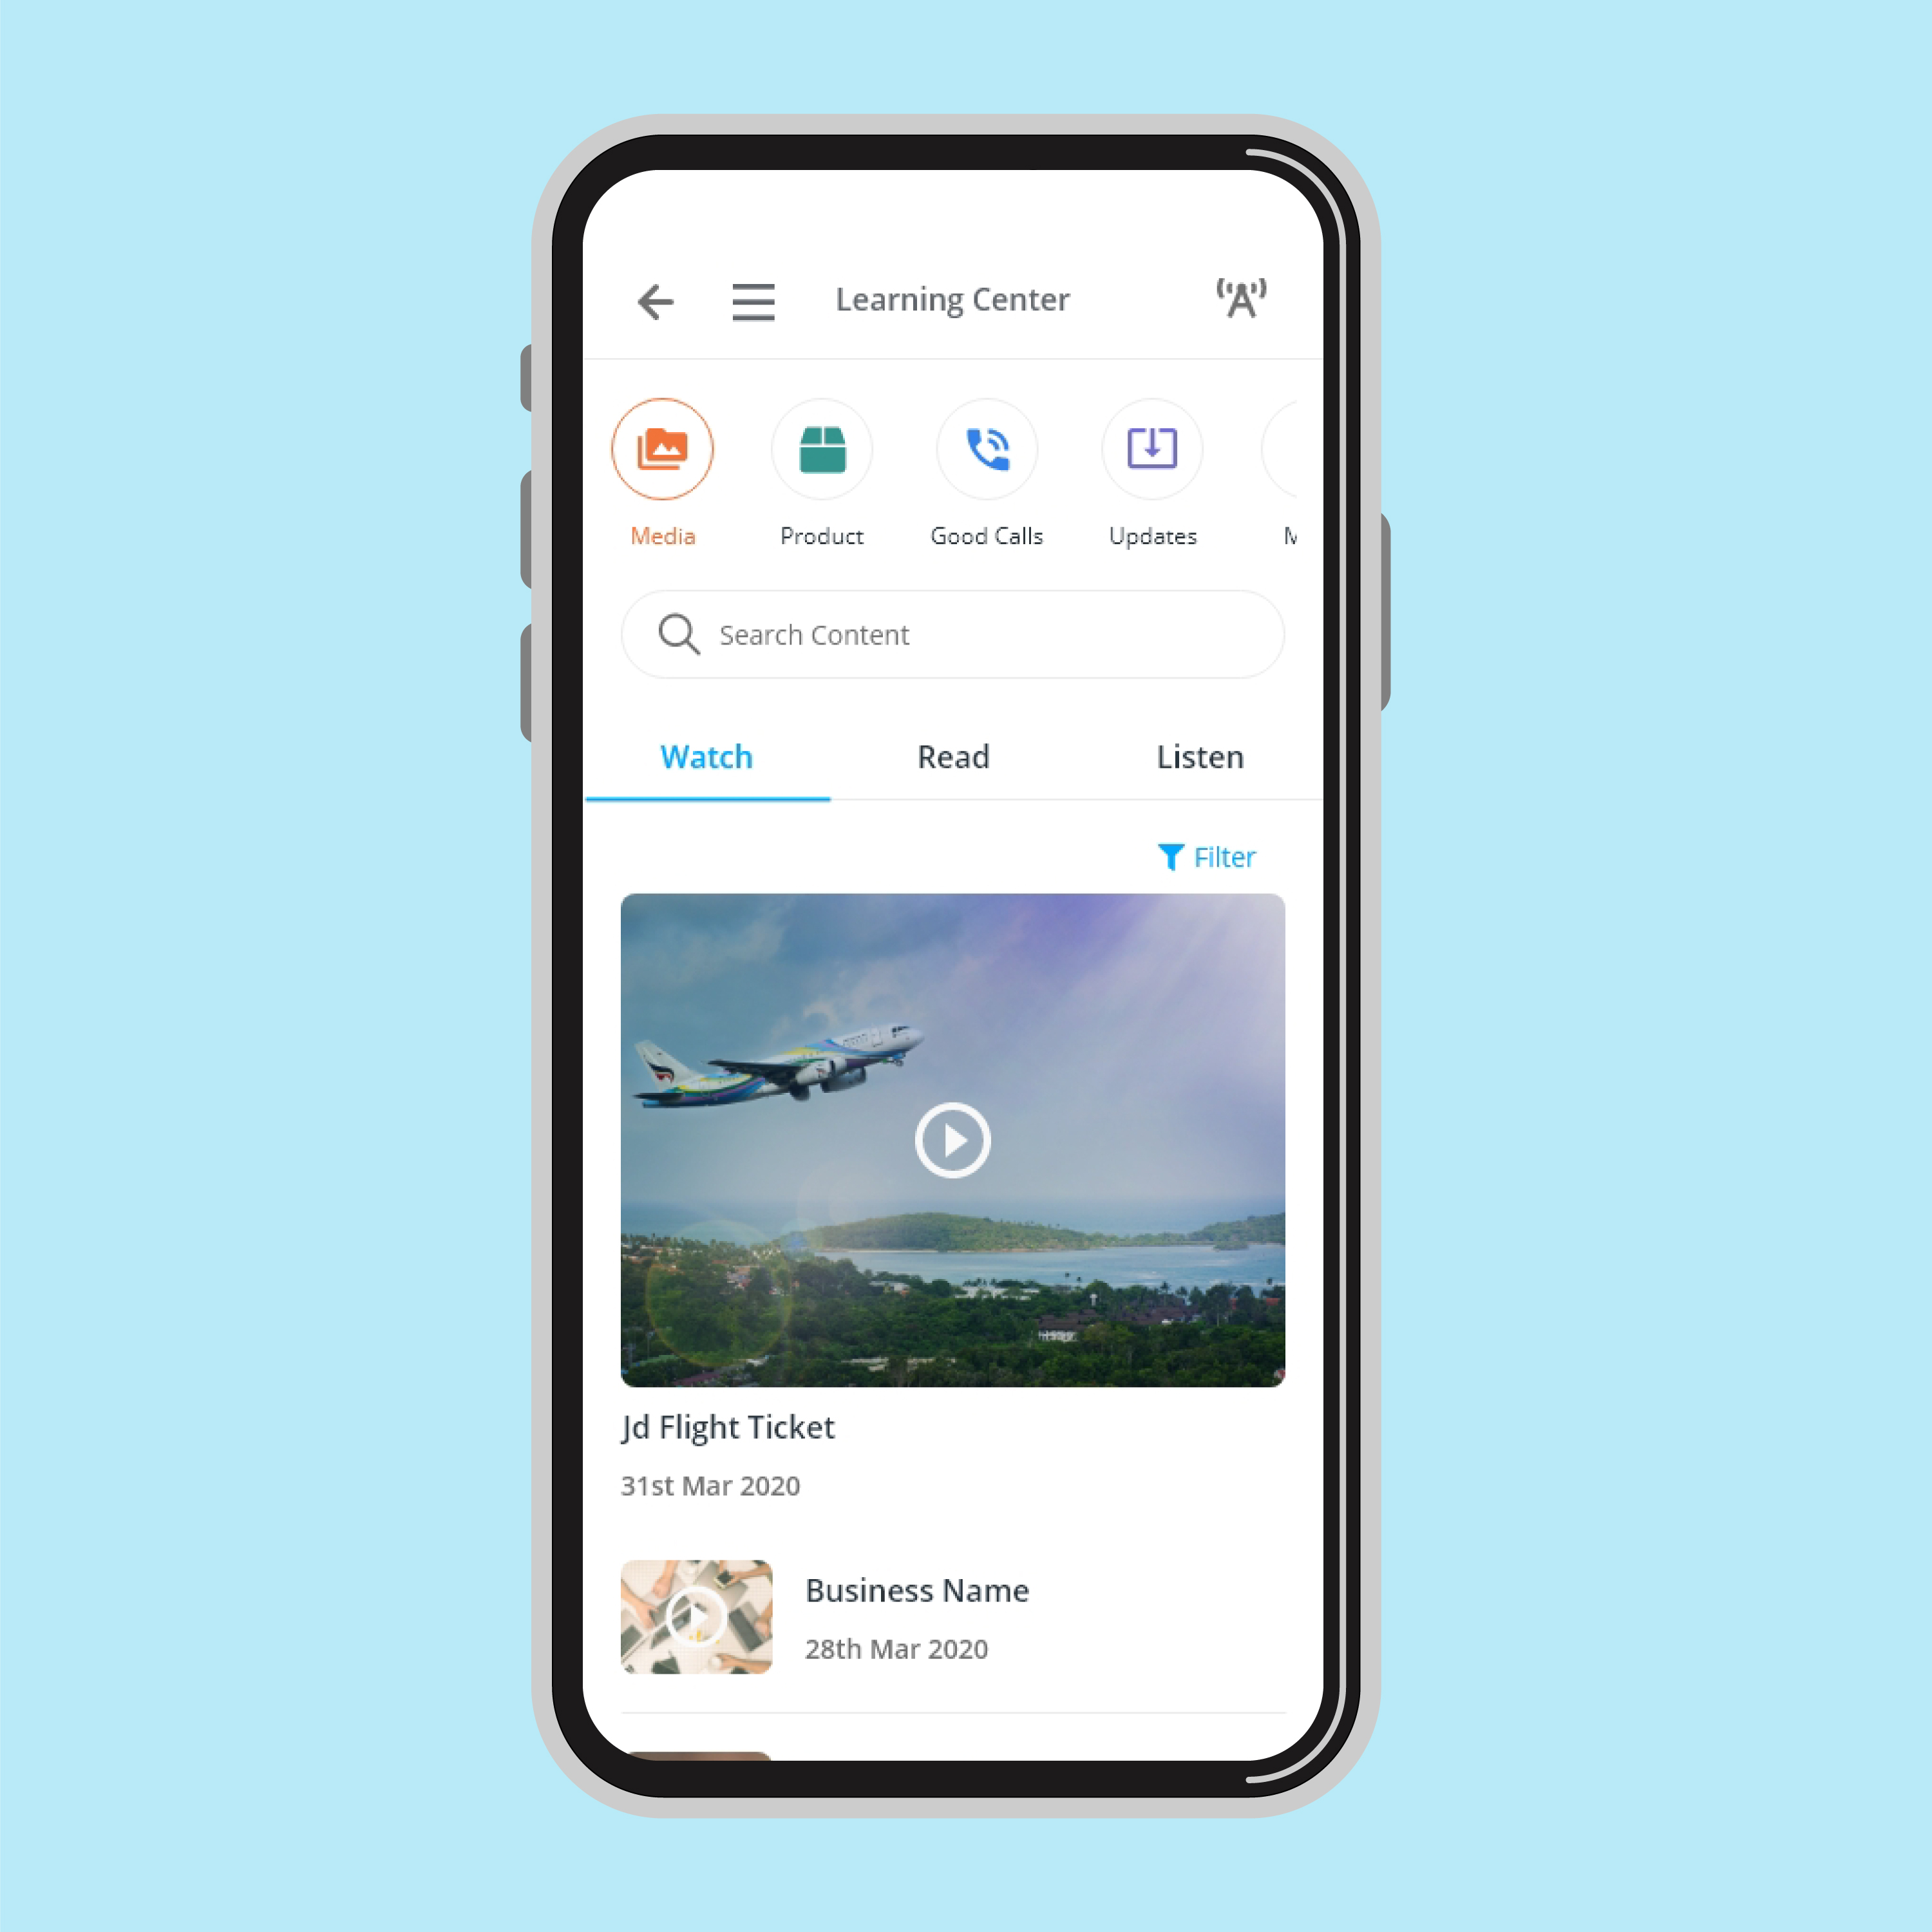 Learning Center
Media Product Good Calls Updates
Search Content
Watch Read Listen
Filter
Jd Flight Ticket
31st Mar 2020
Business Name
28th Mar 2020